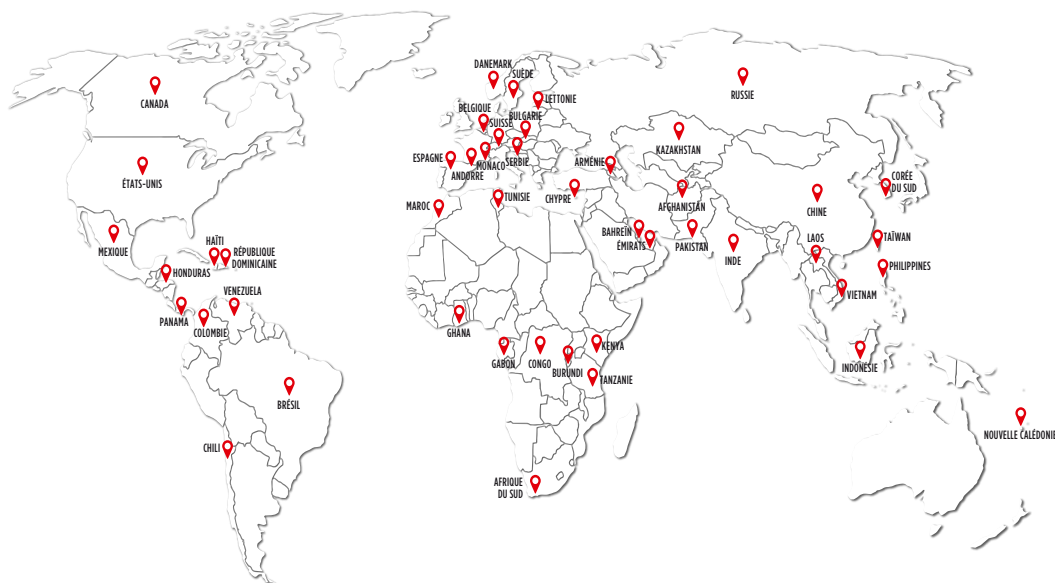 CANADA
ÉTATS-UNIS
MEXIQUE
HAÏTI
RÉPUBLIQUE
DOMINICAINE
HONDURAS
VENEZUELA
PANAMA
COLOMBIE
BRÉSIL
CHILI
DANEMARK
SUÈDE
LETTONIE
BELGIQUE
SUISSE
BULGARIE
ESPAGNE
ANDORRE
MONACO
SERBIE
ARMÉNIE
MAROC
TUNISIE
CHYPRE
GHANA
GABON
CONGO
BURUNDI
KENYA
TANZANIE
AFRIQUE
DU SUD
RUSSIE
KAZAKHSTAN
AFGHANISTAN
BAHREÏN
ÉMIRATS
PAKISTAN
INDE
CHINE
CORÉE
DU SUD
LAOS
TAÏWAN
PHILIPPINES
VIETNAM
INDONÉSIE
NOUVELLE CALÉDONIE